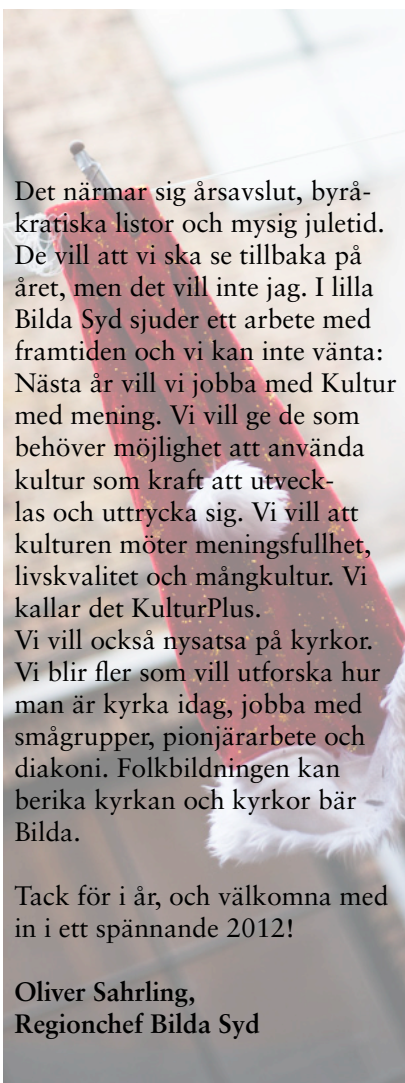 Det närmar sig årsavslut, byrå-
kratiska listor och mysig juletid.
De vill att vi ska se tillbaka på
året, men det vill inte jag. I lilla
Bilda Syd sjuder ett arbete med
framtiden och vi kan inte vänta:
Nästa år vill vi jobba med Kultur
med mening. Vi vill ge de som
behöver möjlighet att använda
kultur som kraft att utveck-
las och uttrycka sig. Vi vill att
kulturen möter meningsfullhet,
livskvalitet och mångkultur. Vi
kallar det KulturPlus.
Vi vill också nysatsa på kyrkor.
Vi blir fler som vill utforska hur
man är kyrka idag, jobba med
smågrupper, pionjärarbete och
diakoni. Folkbildningen kan
berika kyrkan och kyrkor bär
Bilda.
Tack för i år, och välkomna med
in i ett spännande 2012!
Oliver Sahrling,
Regionchef Bilda Syd